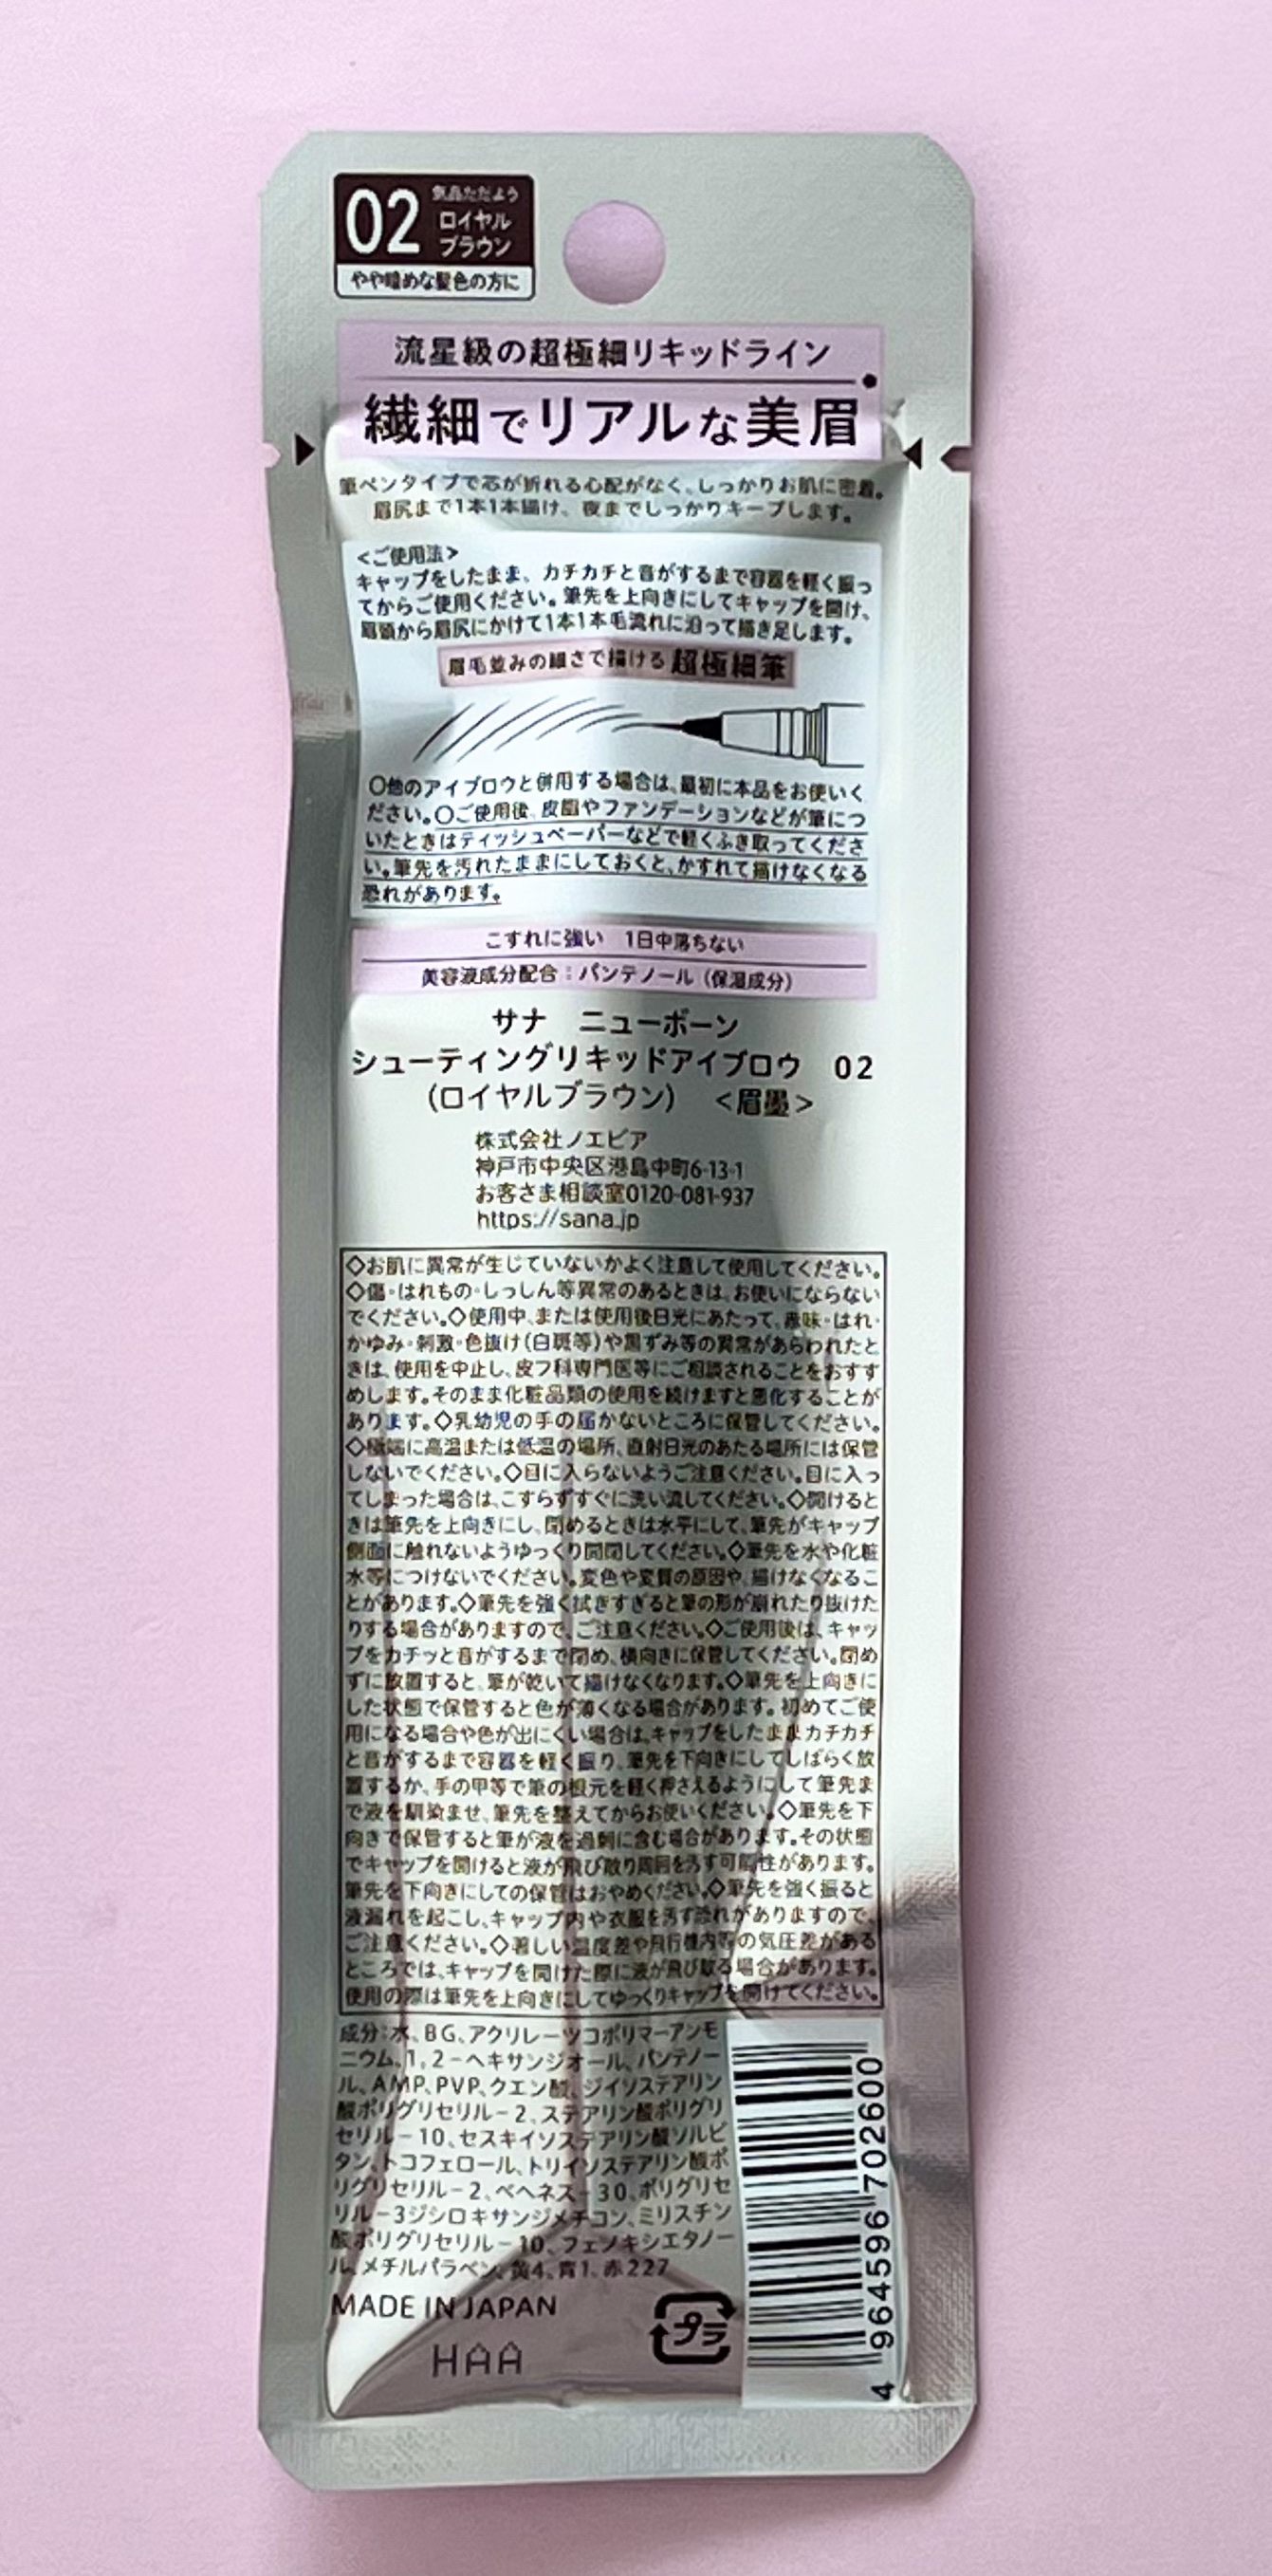 02
気品ただよう
ロイヤル
ブラウン
やや暗めな髪色の方に
流星級の超極細リキッドライン
繊細でリアルな美眉
筆ペンタイプで芯が折れる心配がなく、しっかりお肌に密着。
眉尻まで1本1本描け、夜までしっかりキープします。
＜ご使用法＞
キャップをしたまま、カチカチと音がするまで容器を軽く振っ
てからご使用ください。筆先を上向きにしてキャップを開け、
眉頭から眉尻にかけて1本1本毛流れに沿って描き足します。
眉毛並みの細さで描ける超極細筆
○他のアイブロウと併用する場合は、最初に本品をお使いく
ださい。○ご使用後、皮脂やファンデーションなどが筆につ
いたときはティッシュペーパーなどで軽くふき取ってくださ
い。筆先を汚れたままにしておくと、かすれて描けなくなる
恐れがあります。
こすれに強い　1日中落ちない
美容液成分配合：パンテノール（保湿成分）
サナ　ニューボーン
シューティングリキッドアイブロウ　02
（ロイヤルブラウン）　＜眉墨＞
株式会社ノエビア
神戸市中央区港島中町6-13-1
お客さま相談室0120-081-937
https://sana.jp
◇お肌に異常が生じていないかよく注意して使用してください。
◇傷・はれもの・しっしん等異常のあるときは、お使いにならない
でください。◇使用中、または使用後日光にあたって、赤味・はれ・
かゆみ・刺激・色抜け（白斑等）や黒ずみ等の異常があらわれたと
きは、使用を中止し、皮フ科専門医等にご相談されることをおすす
めします。そのまま化粧品類の使用を続けますと悪化することが
あります。◇乳幼児の手の届かないところに保管してください。
◇極端に高温または低温の場所、直射日光のあたる場所には保管
しないでください。◇目に入らないようご注意ください。目に入っ
てしまった場合は、こすらずすぐに洗い流してください。◇開けると
きは筆先を上向きにし、閉めるときは水平にして、筆先がキャップ
側面に触れないようゆっくり開閉してください。◇筆先を水や化粧
水等につけないでください。変色や変質の原因や、描けなくなるこ
とがあります。◇筆先を強く拭きすぎると筆の形が崩れたり抜けた
りする場合がありますので、ご注意ください。◇ご使用後は、キャッ
プをカチッと音がするまで閉め、横向きに保管してください。閉め
ずに放置すると、筆が乾いて描けなくなります。◇筆先を上向きに
した状態で保管すると色が薄くなる場合があります。初めてご使
用になる場合や色が出にくい場合は、キャップをしたままカチカチ
と音がするまで容器を軽く振り、筆先を下向きにしてしばらく放
置するか、手の甲等で筆の根元を軽く押さえるようにして筆先ま
で液を馴染ませ、筆先を整えてからお使いください。◇筆先を下
向きで保管すると筆が液を過剰に含む場合があります。その状態
でキャップを開けると液が飛び散り周囲を汚す可能性があります。
筆先を下向きにしての保管はおやめください。◇筆先を強く振ると
液漏れを起こし、キャップ内や衣服を汚す恐れがありますので、
ご注意ください。◇著しい温度差や飛行機内等の気圧差がある
ところでは、キャップを開けた際に液が飛び散る場合があります。
使用の際は筆先を上向きにしてゆっくりキャップを開けてください。
成分：水、BG、アクリレーツコポリマーアンモ
ニウム、1，2－ヘキサンジオール、パンテノー
ル、AMP、PVP、クエン酸、ジイソステアリン
酸ポリグリセリル－2、ステアリン酸ポリグリ
セリル－10、セスキイソステアリン酸ソルビ
タン、トコフェロール、トリイソステアリン酸ポ
リグリセリル－2、ベヘネス－30、ポリグリセ
リル－3ジシロキサンジメチコン、ミリスチン
酸ポリグリセリル－10、フェノキシエタノー
ル、メチルパラベン、黄4、青1、赤227
MADE IN JAPAN
HAA
プラ
4 964596 702600